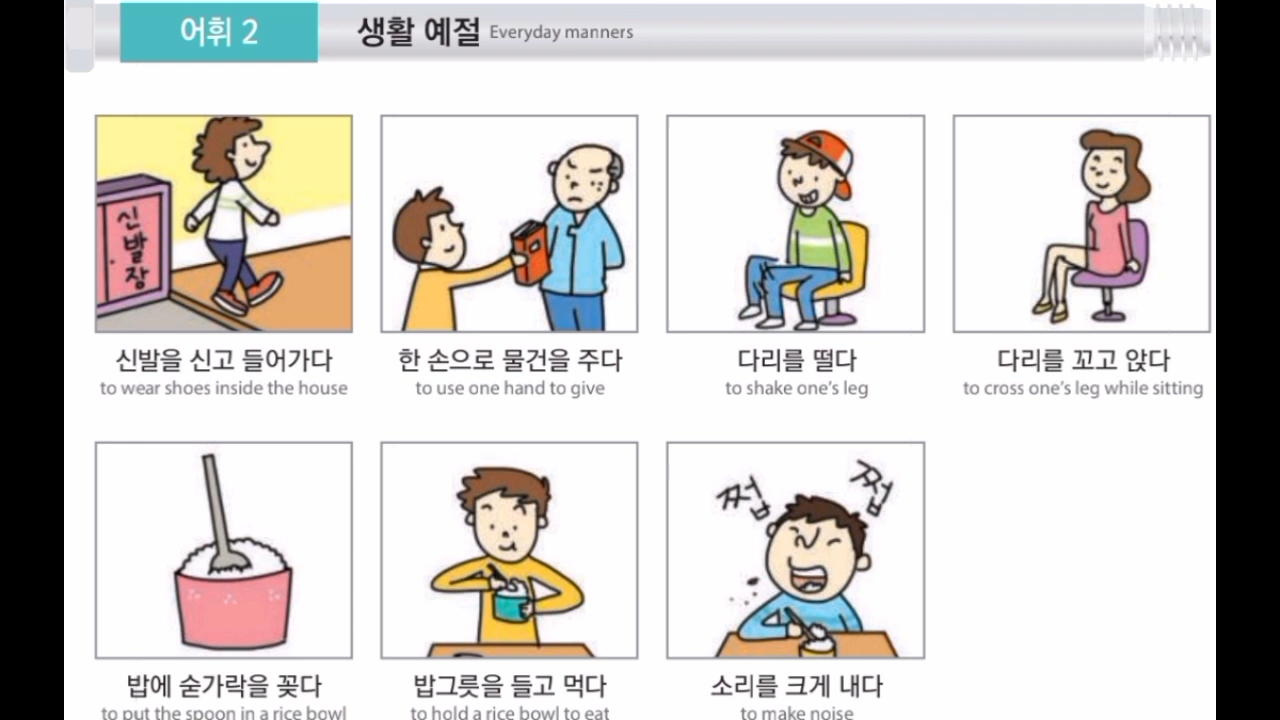 어휘 2
생활 예절 Everyday manners
신발장
신발을 신고 들어가다
to wear shoes inside the house
한 손으로 물건을 주다
to use one hand to give
다리를 떨다
to shake one's leg
다리를 꼬고 앉다
to cross one's leg while sitting
쩝
쩝
밥에 숟가락을 꽂다
to put the spoon in a rice bowl
밥그릇을 들고 먹다
to hold a rice bowl to eat
소리를 크게 내다
to make noise